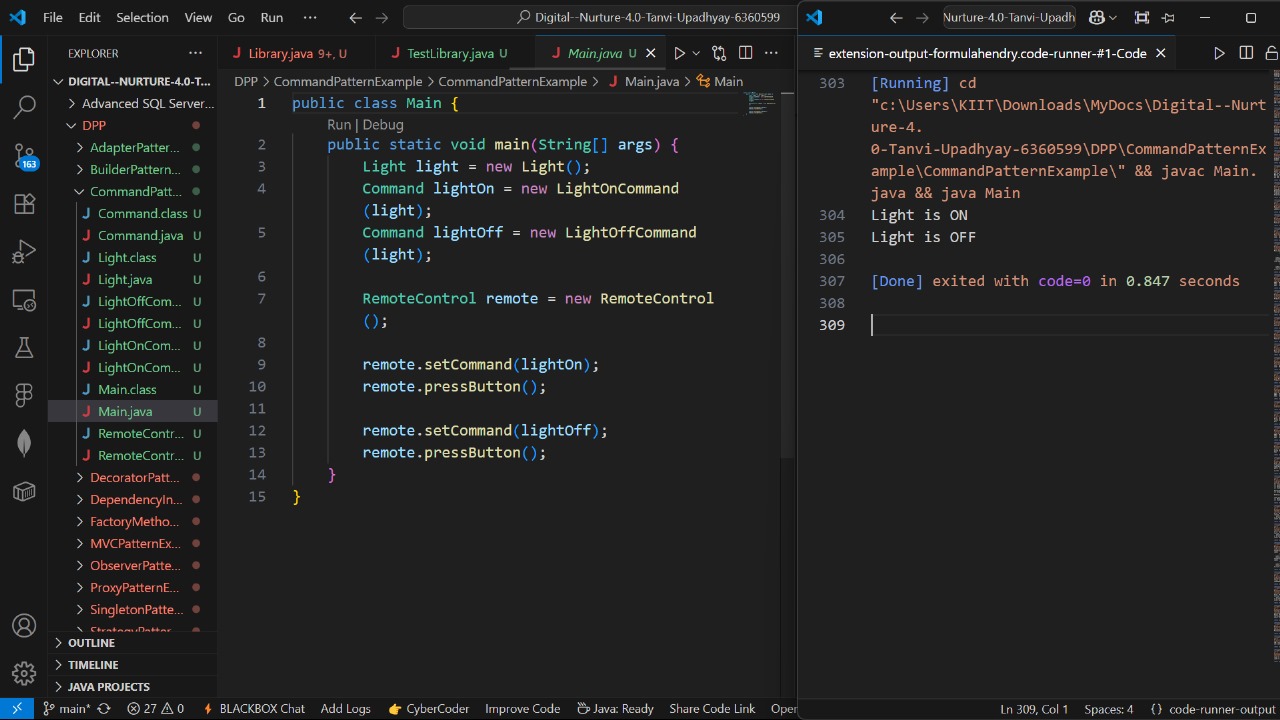 File Edit Selection View Go Run ···
Digital--Nurture-4.0-Tanvi-Upadhyay-6360599
EXPLORER ···
DIGITAL--NURTURE-4.0-T...
Advanced SQL Server...
DPP
AdapterPatter...
BuilderPattern...
CommandPatt...
Command.class U
Command.java U
Light.class U
Light.java U
LightOffCom... U
LightOffCom... U
LightOnCom... U
LightOnCom... U
Main.class U
Main.java U
RemoteContr... U
RemoteContr... U
DecoratorPatt...
DependencyIn...
FactoryMetho...
MVCPatternEx...
ObserverPatte...
ProxyPatternE...
SingletonPatte...
StrategyPatter...
OUTLINE
TIMELINE
JAVA PROJECTS
163
Library.java 9+, U
TestLibrary.java U
Main.java U
DPP > CommandPatternExample > CommandPatternExample > Main.java > Main
1 public class Main {
Run | Debug
2 public static void main(String[] args) {
3 Light light = new Light();
4 Command lightOn = new LightOnCommand
(light);
5 Command lightOff = new LightOffCommand
(light);
6
7 RemoteControl remote = new RemoteControl
();
8
9 remote.setCommand(lightOn);
10 remote.pressButton();
11
12 remote.setCommand(lightOff);
13 remote.pressButton();
14 }
15 }
Nurture-4.0-Tanvi-Upadh
extension-output-formulahendry.code-runner-#1-Code
303 [Running] cd
"c:\Users\KIIT\Downloads\MyDocs\Digital--Nurt
ure-4.
0-Tanvi-Upadhyay-6360599\DPP\CommandPatternEx
ample\CommandPatternExample\" && javac Main.
java && java Main
304 Light is ON
305 Light is OFF
306
307 [Done] exited with code=0 in 0.847 seconds
308
309
main* 27 0 BLACKBOX Chat Add Logs CyberCoder Improve Code Java: Ready Share Code Link Open
Ln 309, Col 1 Spaces: 4 {} code-runner-output